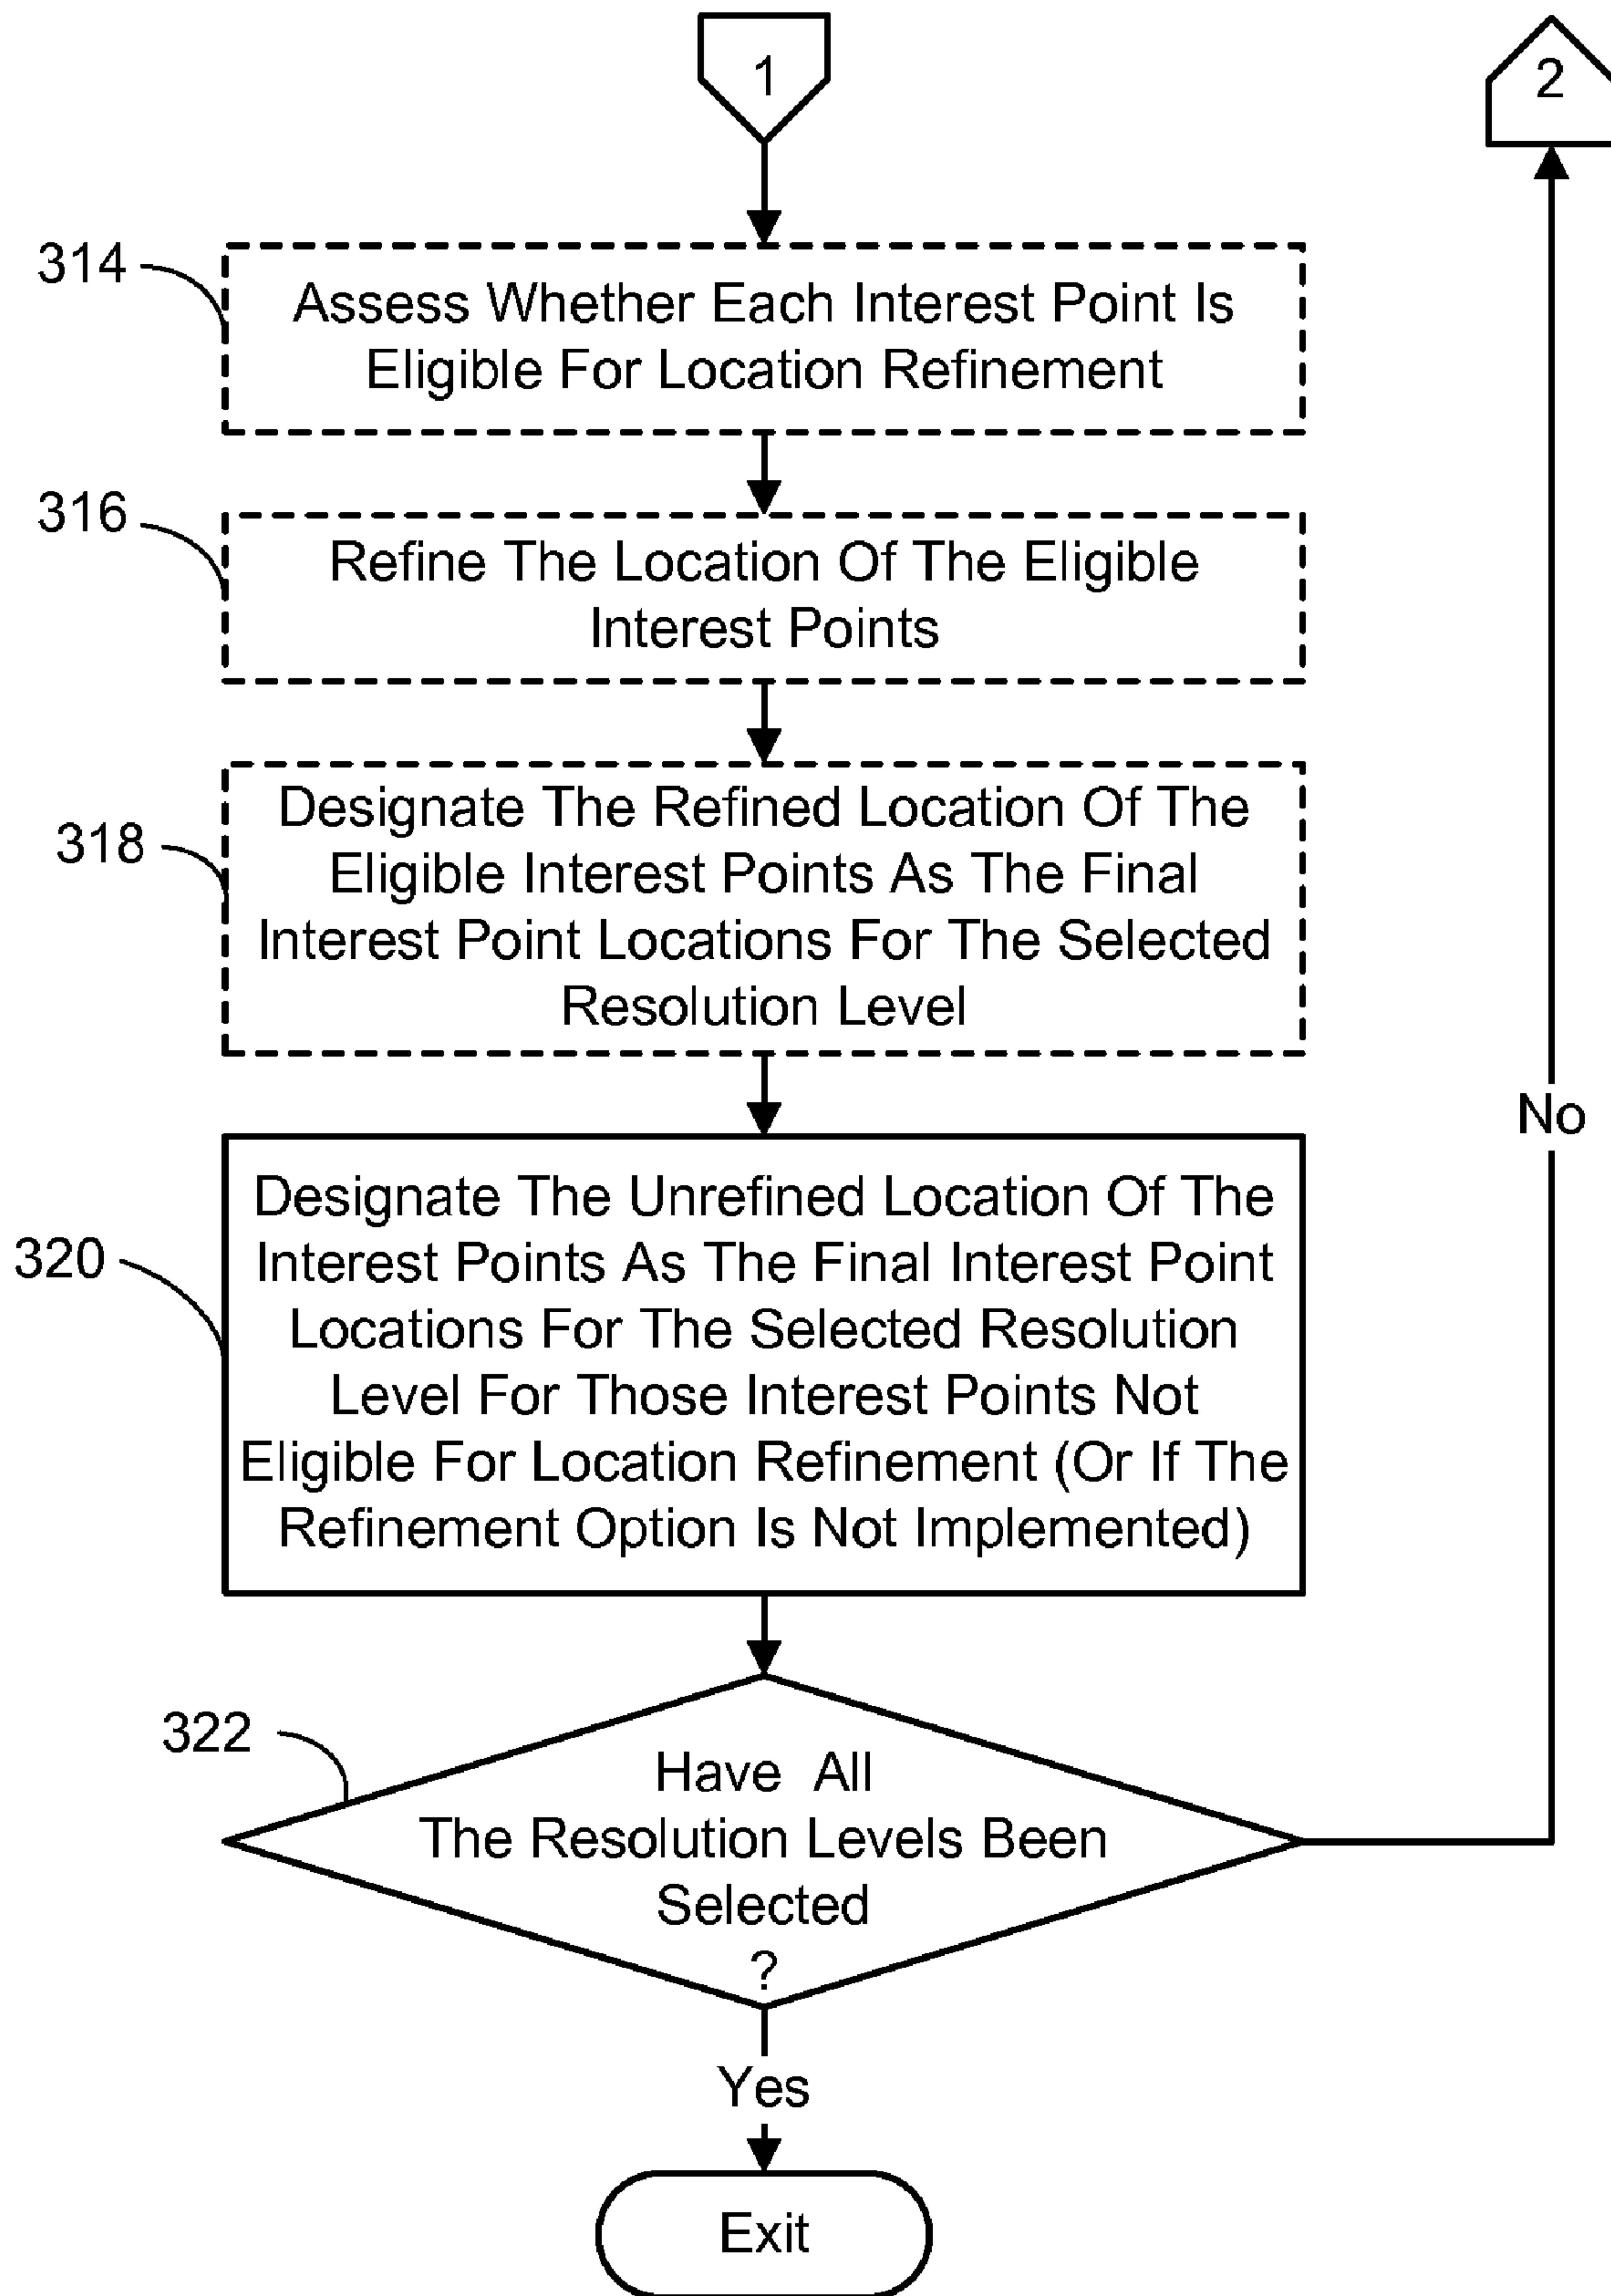 1
2
314
Assess Whether Each Interest Point Is
Eligible For Location Refinement
316
Refine The Location Of The Eligible
Interest Points
318
Designate The Refined Location Of The
Eligible Interest Points As The Final
Interest Point Locations For The Selected
Resolution Level
No
320
Designate The Unrefined Location Of The
Interest Points As The Final Interest Point
Locations For The Selected Resolution
Level For Those Interest Points Not
Eligible For Location Refinement (Or If The
Refinement Option Is Not Implemented)
322
Have All
The Resolution Levels Been
Selected
?
Yes
Exit